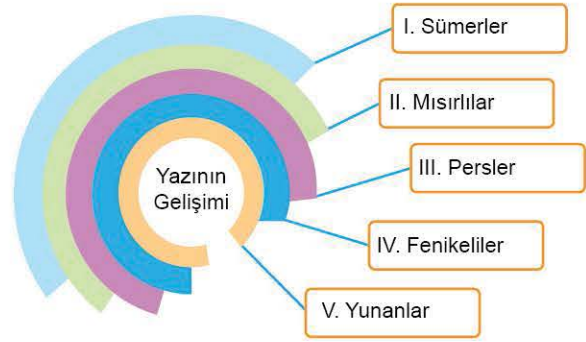 I. Sümerler
II. Mısırlılar
III. Persler
Yazının
Gelişimi
IV. Fenikeliler
V. Yunanlar